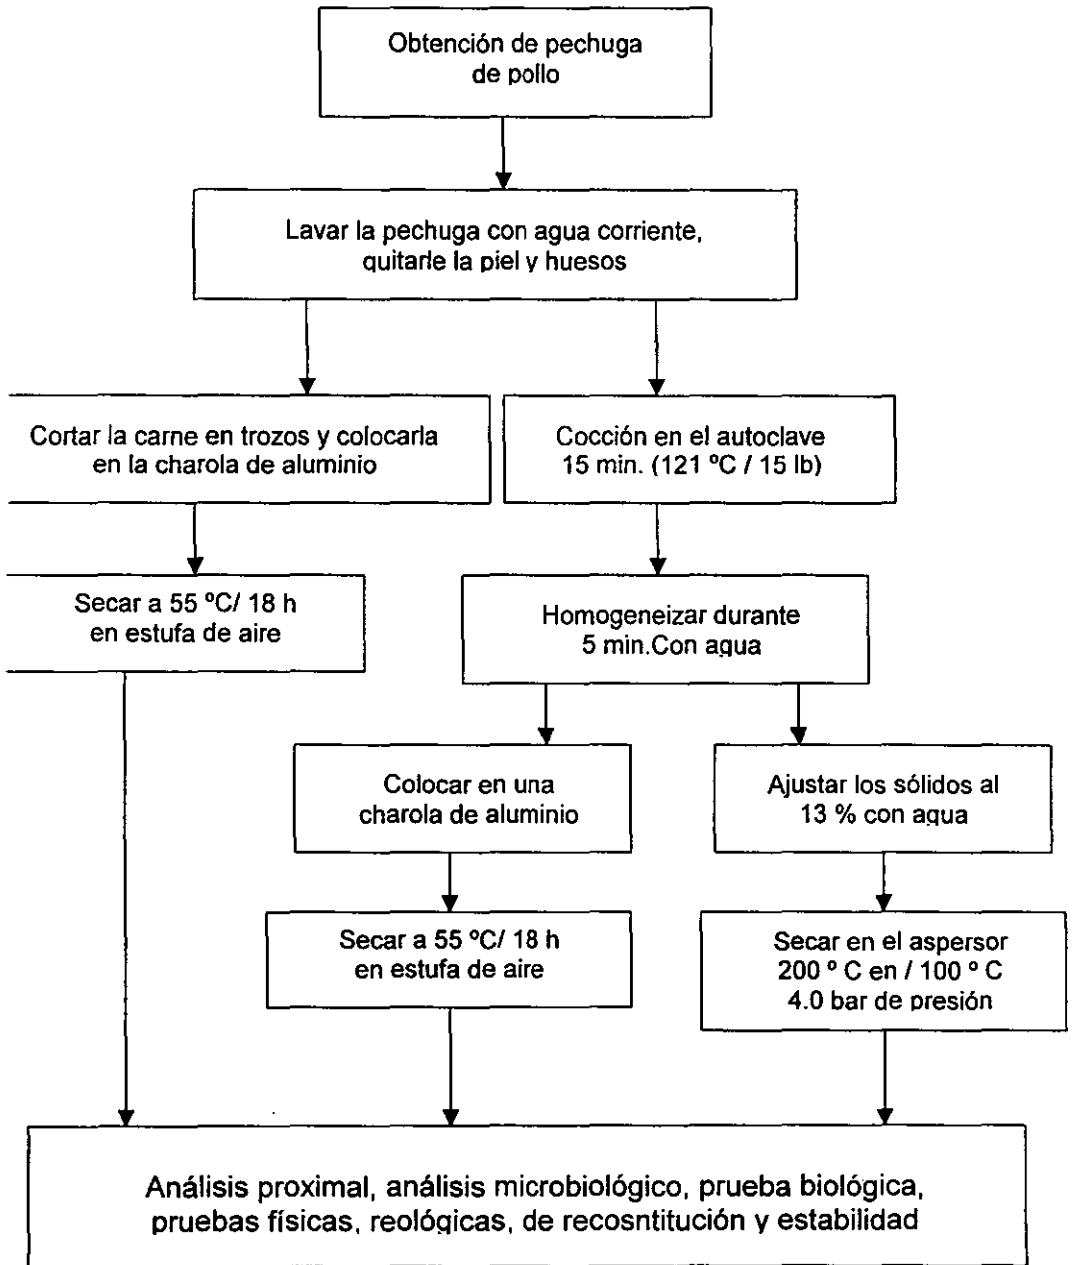 Obtención de pechuga
de pollo
Lavar la pechuga con agua corriente,
quitarle la piel y huesos
Cortar la carne en trozos y colocarla
en la charola de aluminio
Cocción en el autoclave
15 min. (121 ºC / 15 lb)
Secar a 55 ºC/ 18 h
en estufa de aire
Homogeneizar durante
5 min.Con agua
Colocar en una
charola de aluminio
Ajustar los sólidos al
13 % con agua
Secar a 55 ºC/ 18 h
en estufa de aire
Secar en el aspersor
200 º C en / 100 º C
4.0 bar de presión
Análisis proximal, análisis microbiológico, prueba biológica,
pruebas físicas, reológicas, de recosntitución y estabilidad